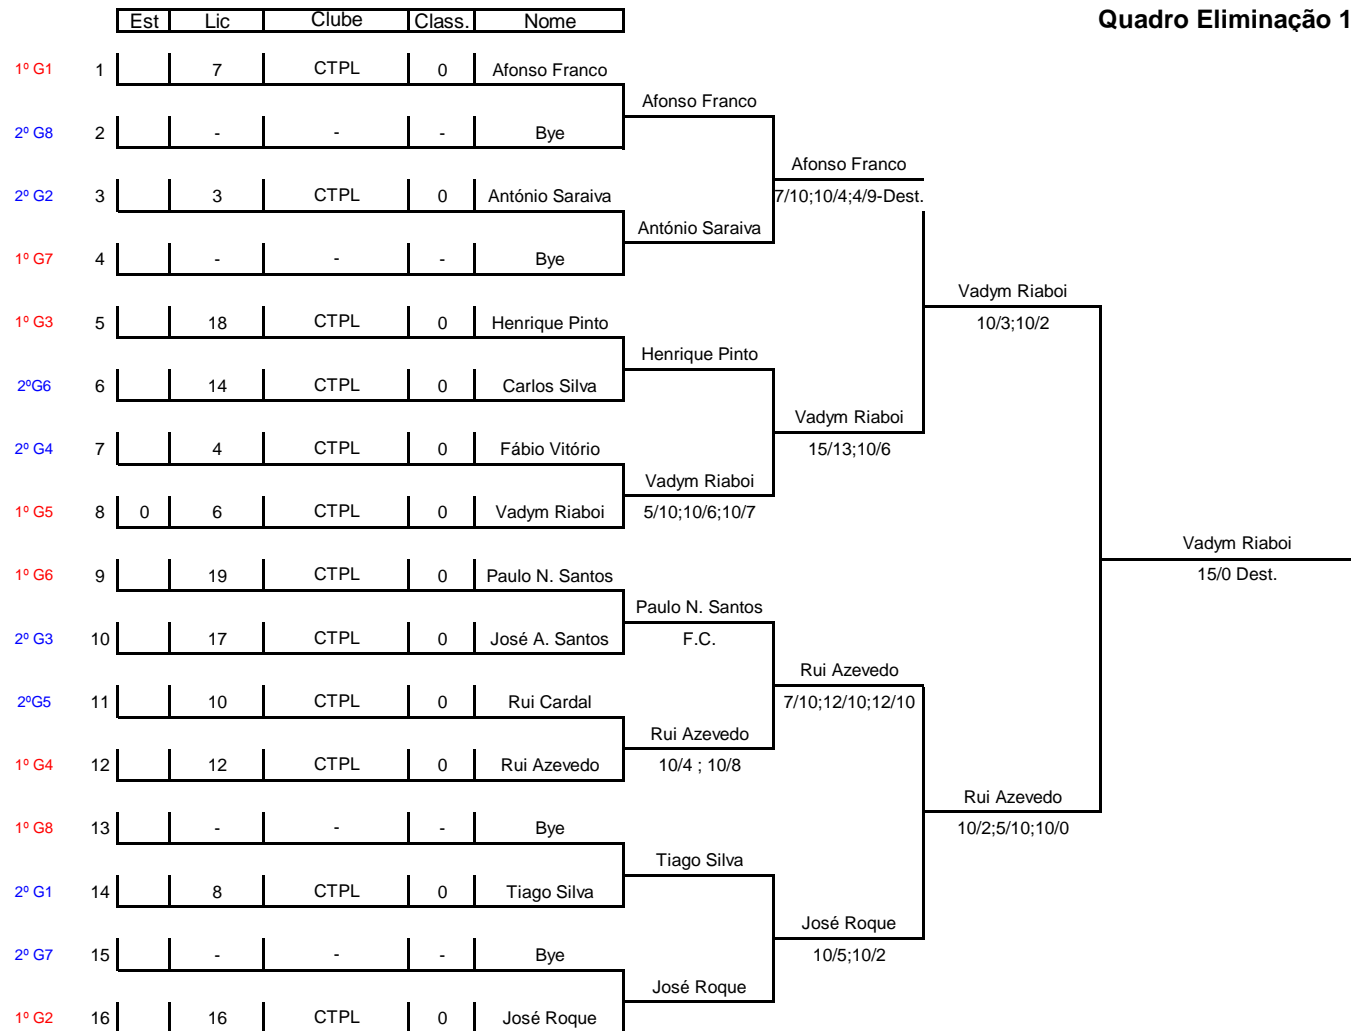 Est Lic Clube Class. Nome
Quadro Eliminação 1
1º G1 1 7 CTPL 0 Afonso Franco
Afonso Franco
2º G8 2 - - - Bye
Afonso Franco
7/10;10/4;4/9-Dest.
2º G2 3 3 CTPL 0 António Saraiva
António Saraiva
1º G7 4 - - - Bye
Vadym Riaboi
10/3;10/2
1º G3 5 18 CTPL 0 Henrique Pinto
Henrique Pinto
2ºG6 6 14 CTPL 0 Carlos Silva
Vadym Riaboi
15/13;10/6
2º G4 7 4 CTPL 0 Fábio Vitório
Vadym Riaboi
5/10;10/6;10/7
1º G5 8 0 6 CTPL 0 Vadym Riaboi
Vadym Riaboi
15/0 Dest.
1º G6 9 19 CTPL 0 Paulo N. Santos
Paulo N. Santos
F.C.
2º G3 10 17 CTPL 0 José A. Santos
Rui Azevedo
7/10;12/10;12/10
2ºG5 11 10 CTPL 0 Rui Cardal
Rui Azevedo
10/4 ; 10/8
1º G4 12 12 CTPL 0 Rui Azevedo
Rui Azevedo
10/2;5/10;10/0
1º G8 13 - - - Bye
Tiago Silva
2º G1 14 8 CTPL 0 Tiago Silva
José Roque
10/5;10/2
2º G7 15 - - - Bye
José Roque
1º G2 16 16 CTPL 0 José Roque